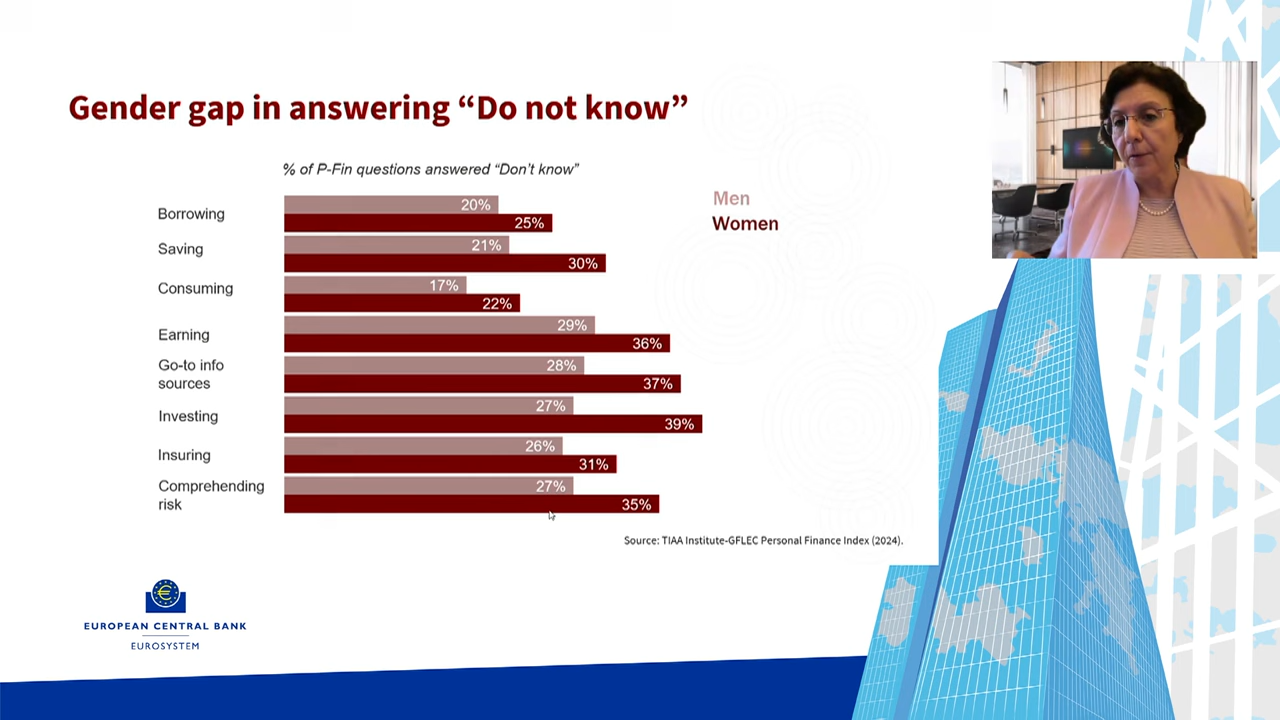 Gender gap in answering “Do not know”
% of P-Fin questions answered “Don’t know”
Men
Women
Borrowing
20%
25%
Saving
21%
30%
Consuming
17%
22%
Earning
29%
36%
Go-to info
sources
28%
37%
Investing
27%
39%
Insuring
26%
31%
Comprehending
risk
27%
35%
Source: TIAA Institute-GFLEC Personal Finance Index (2024).
EUROPEAN CENTRAL BANK
EUROSYSTEM